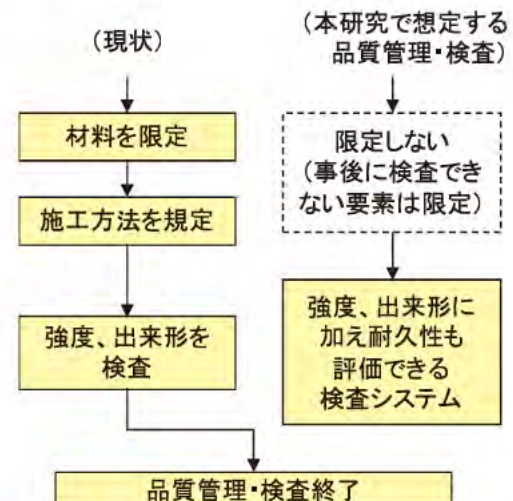 （現状）
材料を限定
施工方法を規定
強度、出来形を
検査
（本研究で想定する
品質管理・検査）
限定しない
（事後に検査でき
ない要素は限定）
強度、出来形に
加え耐久性も
評価できる
検査システム
品質管理・検査終了